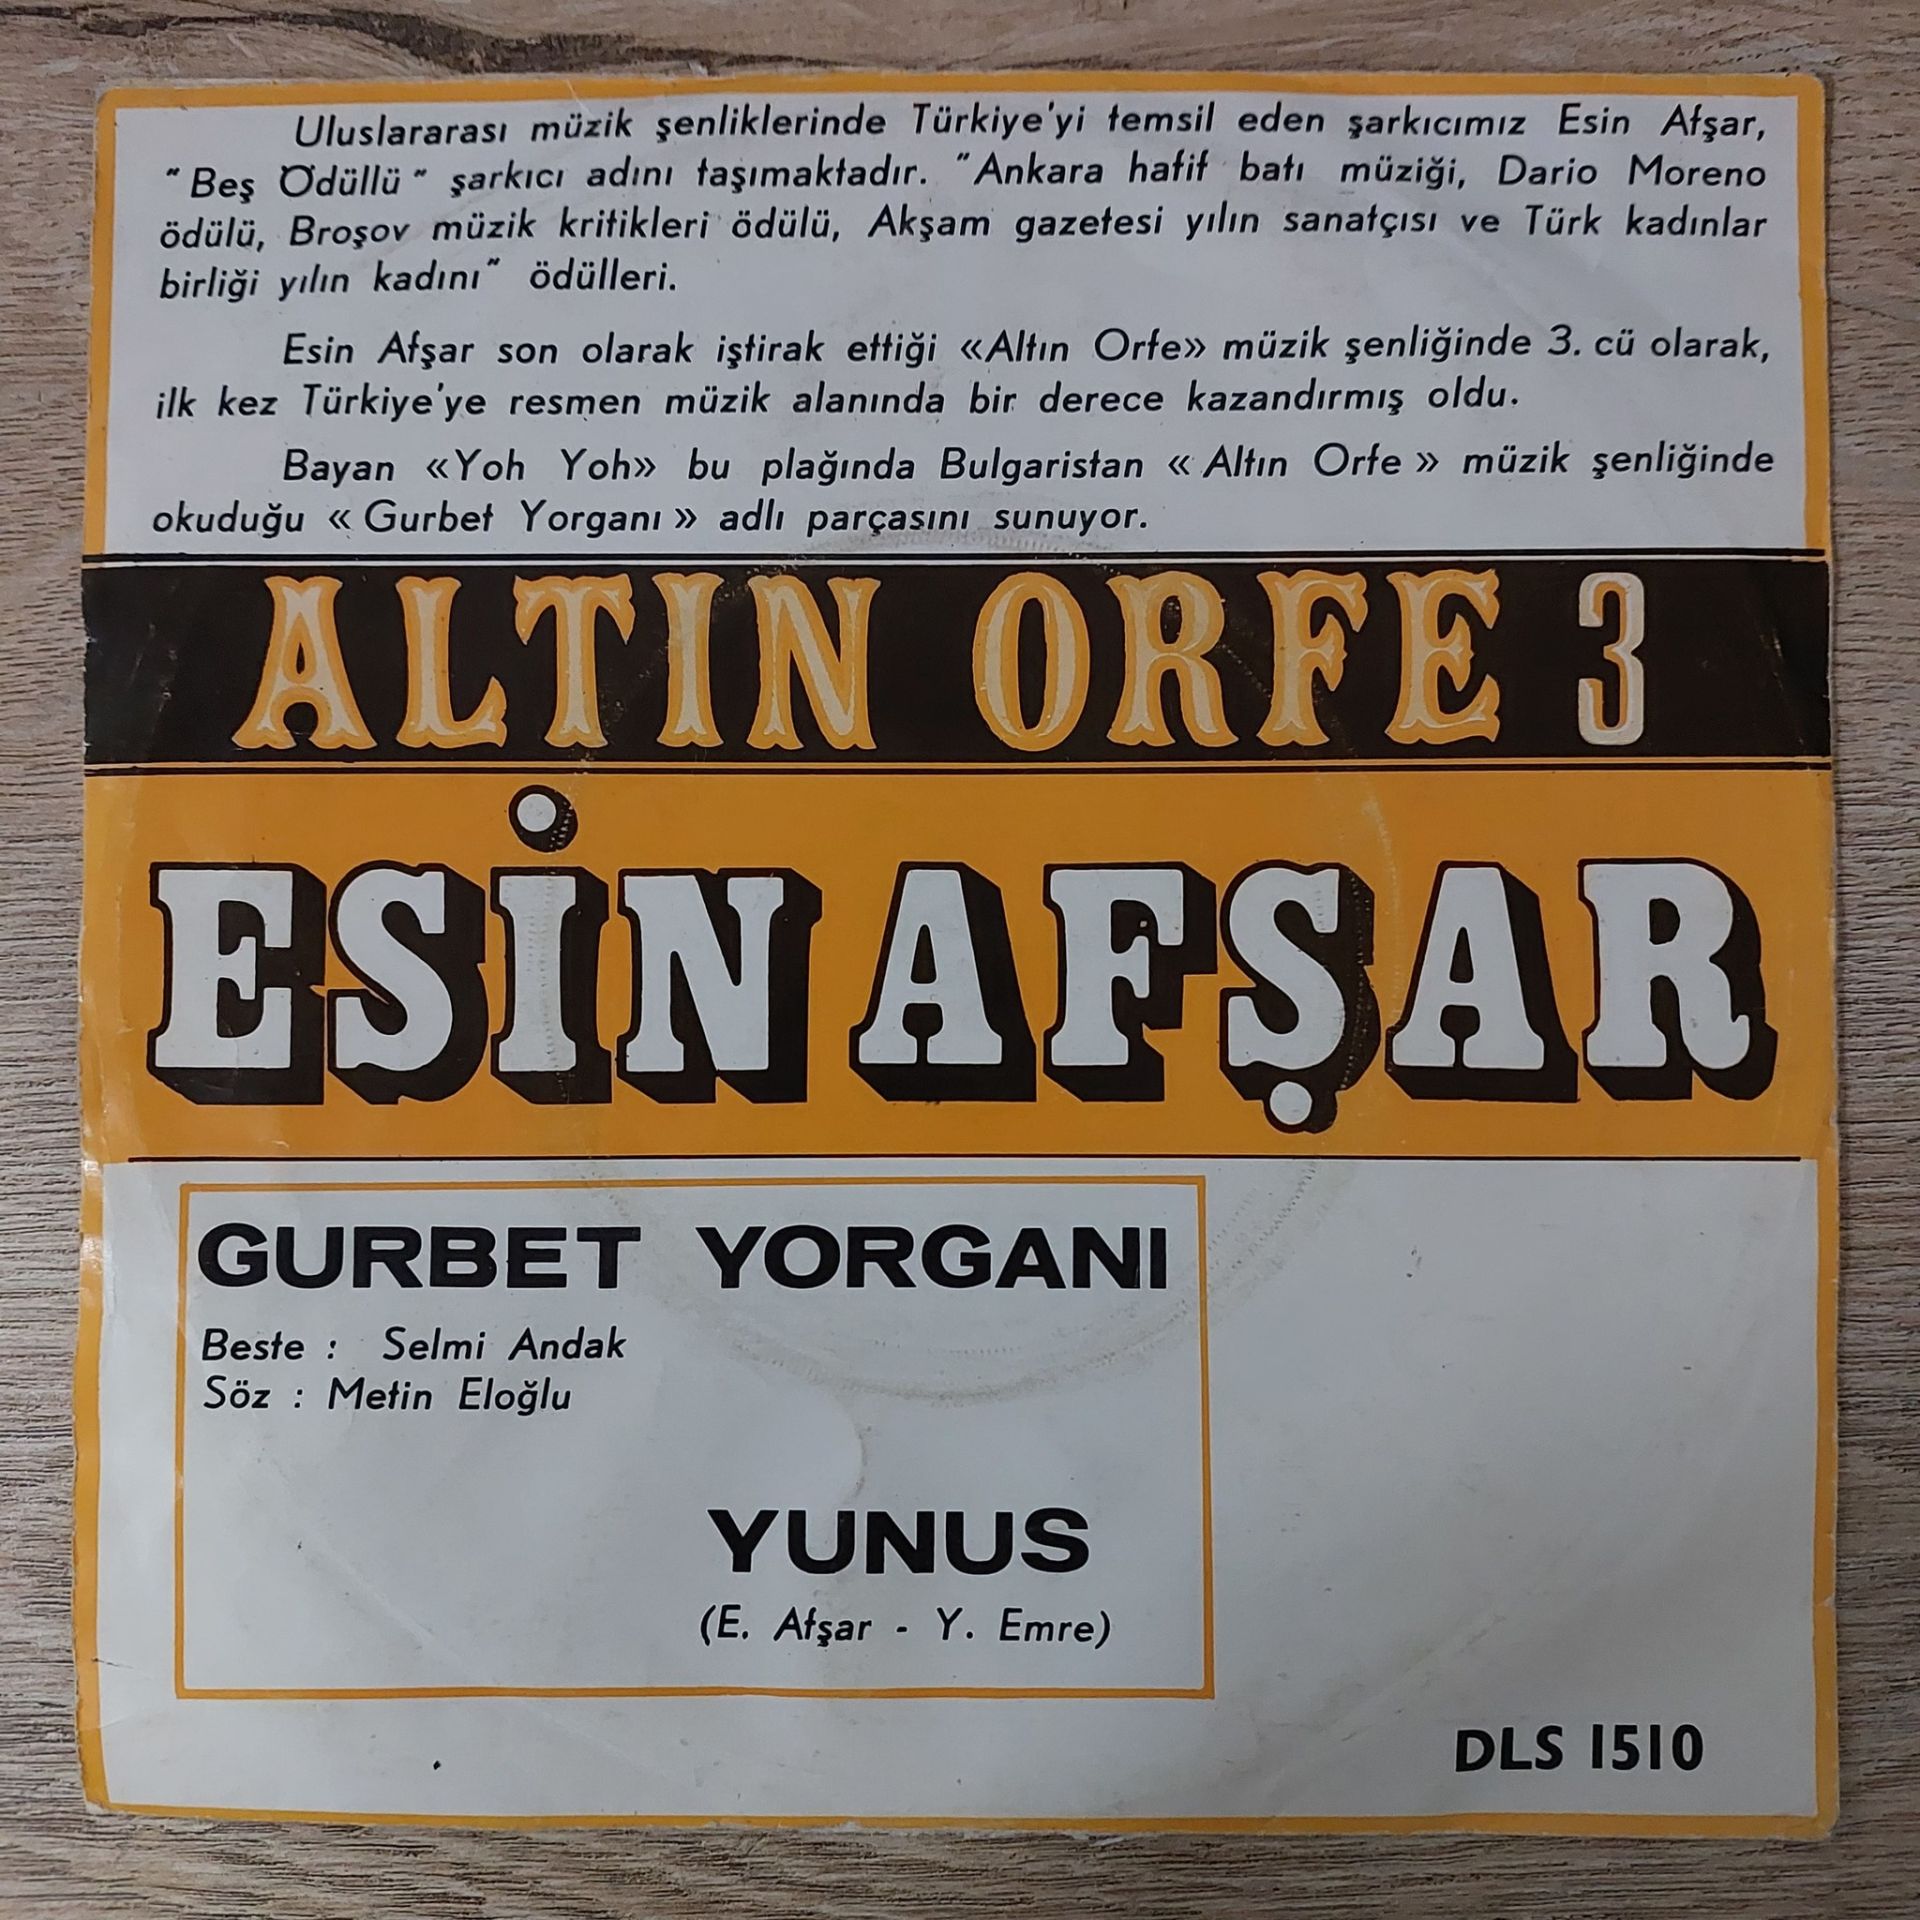 Uluslararası müzik şenliklerinde Türkiye'yi temsil eden şarkıcımız Esin Afşar,
"Beş Ödüllü" şarkıcı adını taşımaktadır. "Ankara hafif batı müziği, Dario Moreno
ödülü, Broşov müzik kritikleri ödülü, Akşam gazetesi yılın sanatçısı ve Türk kadınlar
birliği yılın kadını" ödülleri.
Esin Afşar son olarak iştirak ettiği «Altın Orfe» müzik şenliğinde 3. cü olarak,
ilk kez Türkiye'ye resmen müzik alanında bir derece kazandırmış oldu.
Bayan «Yoh Yoh» bu plağında Bulgaristan «Altın Orfe» müzik şenliğinde
okuduğu «Gurbet Yorganı» adlı parçasını sunuyor.
ALTIN ORFE 3
ESİN AFŞAR
GURBET YORGANI
Beste : Selmi Andak
Söz : Metin Eloğlu
YUNUS
(E. Afşar - Y. Emre)
DLS 1510